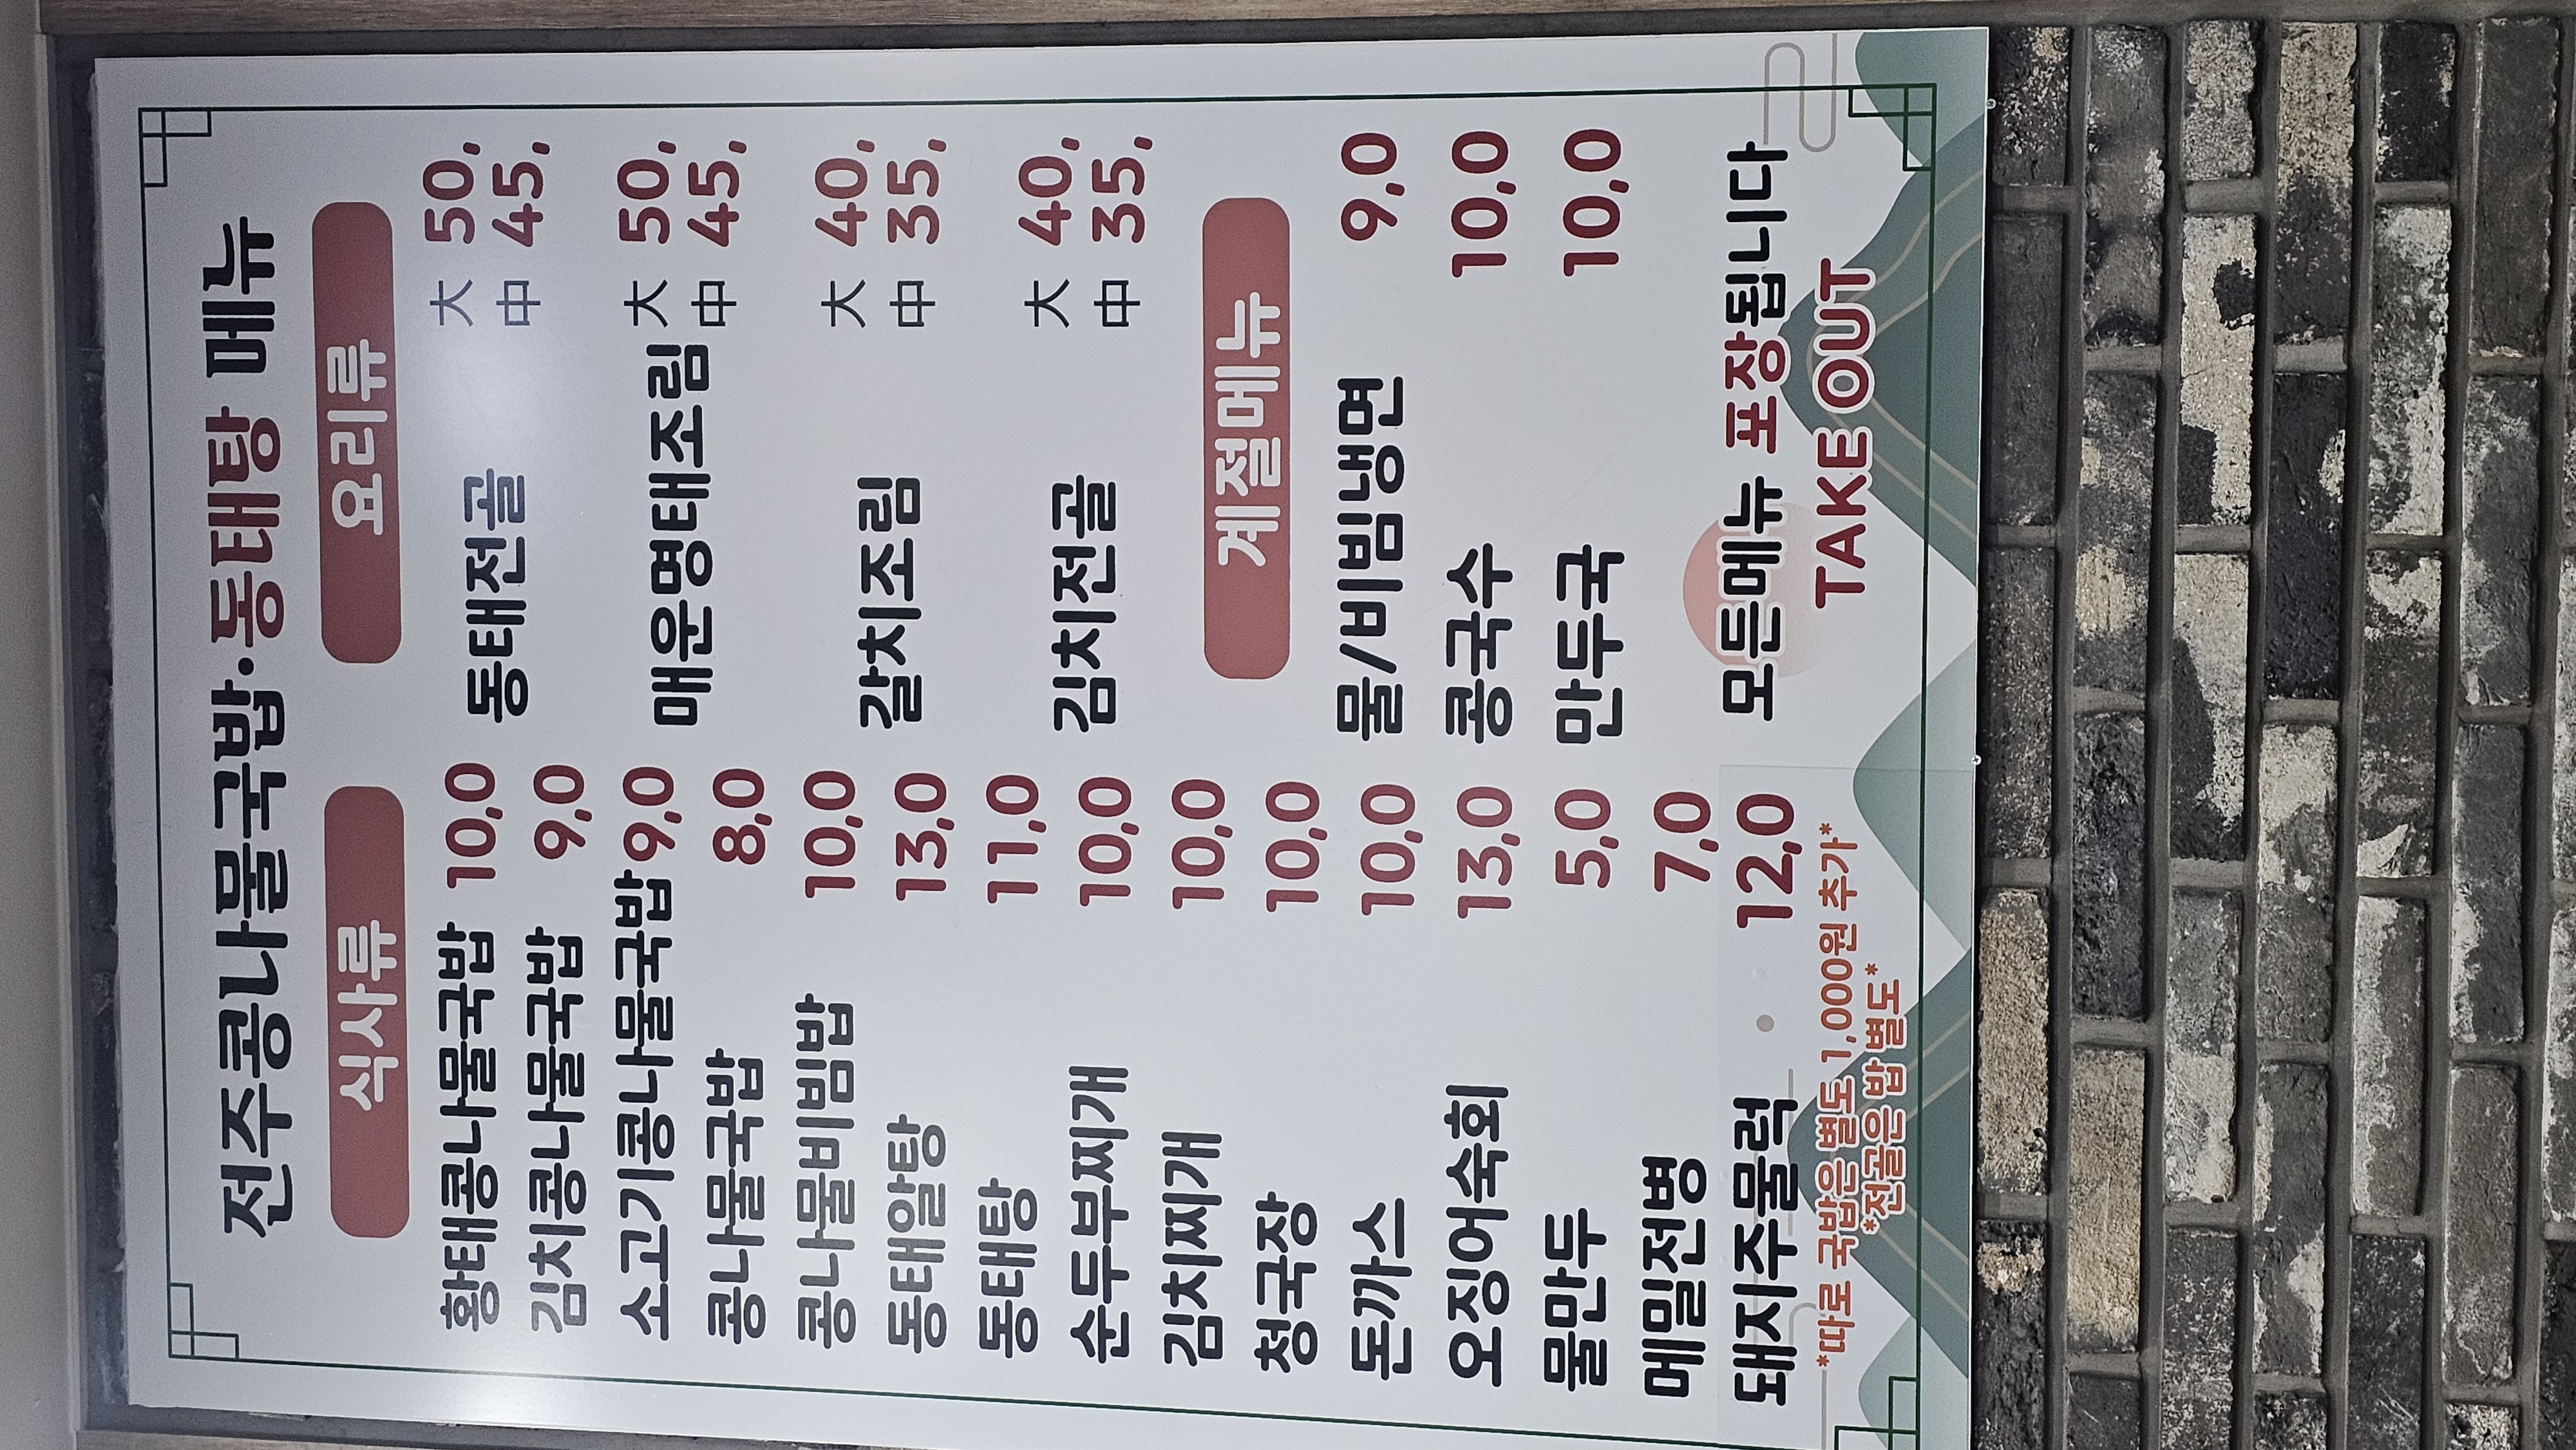 전주콩나물국밥·동태탕 메뉴
식사류
황태콩나물국밥 10,0
김치콩나물국밥 9,0
소고기콩나물국밥 9,0
콩나물국밥 8,0
콩나물비빔밥 10,0
동태알탕 13,0
동태탕 11,0
순두부찌개 10,0
김치찌개 10,0
청국장 10,0
돈까스 10,0
오징어숙회 13,0
물만두 5,0
메밀전병 7,0
돼지주물럭 12,0
*따로 국밥은 별도 1,000원 추가*
*전골은 밥 별도*
요리류
동태전골 大 50,
中 45,
매운명태조림 大 50,
中 45,
갈치조림 大 40,
中 35,
김치전골 大 40,
中 35,
계절메뉴
물/비빔냉면 9,0
콩국수 10,0
만두국 10,0
모든메뉴 포장됩니다
TAKE OUT